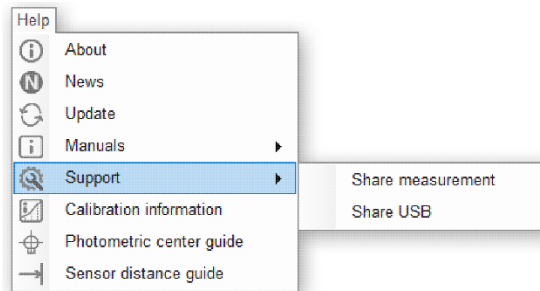 Help
About
News
Update
Manuals
Support
Share measurement
Share USB
Calibration information
Photometric center guide
Sensor distance guide